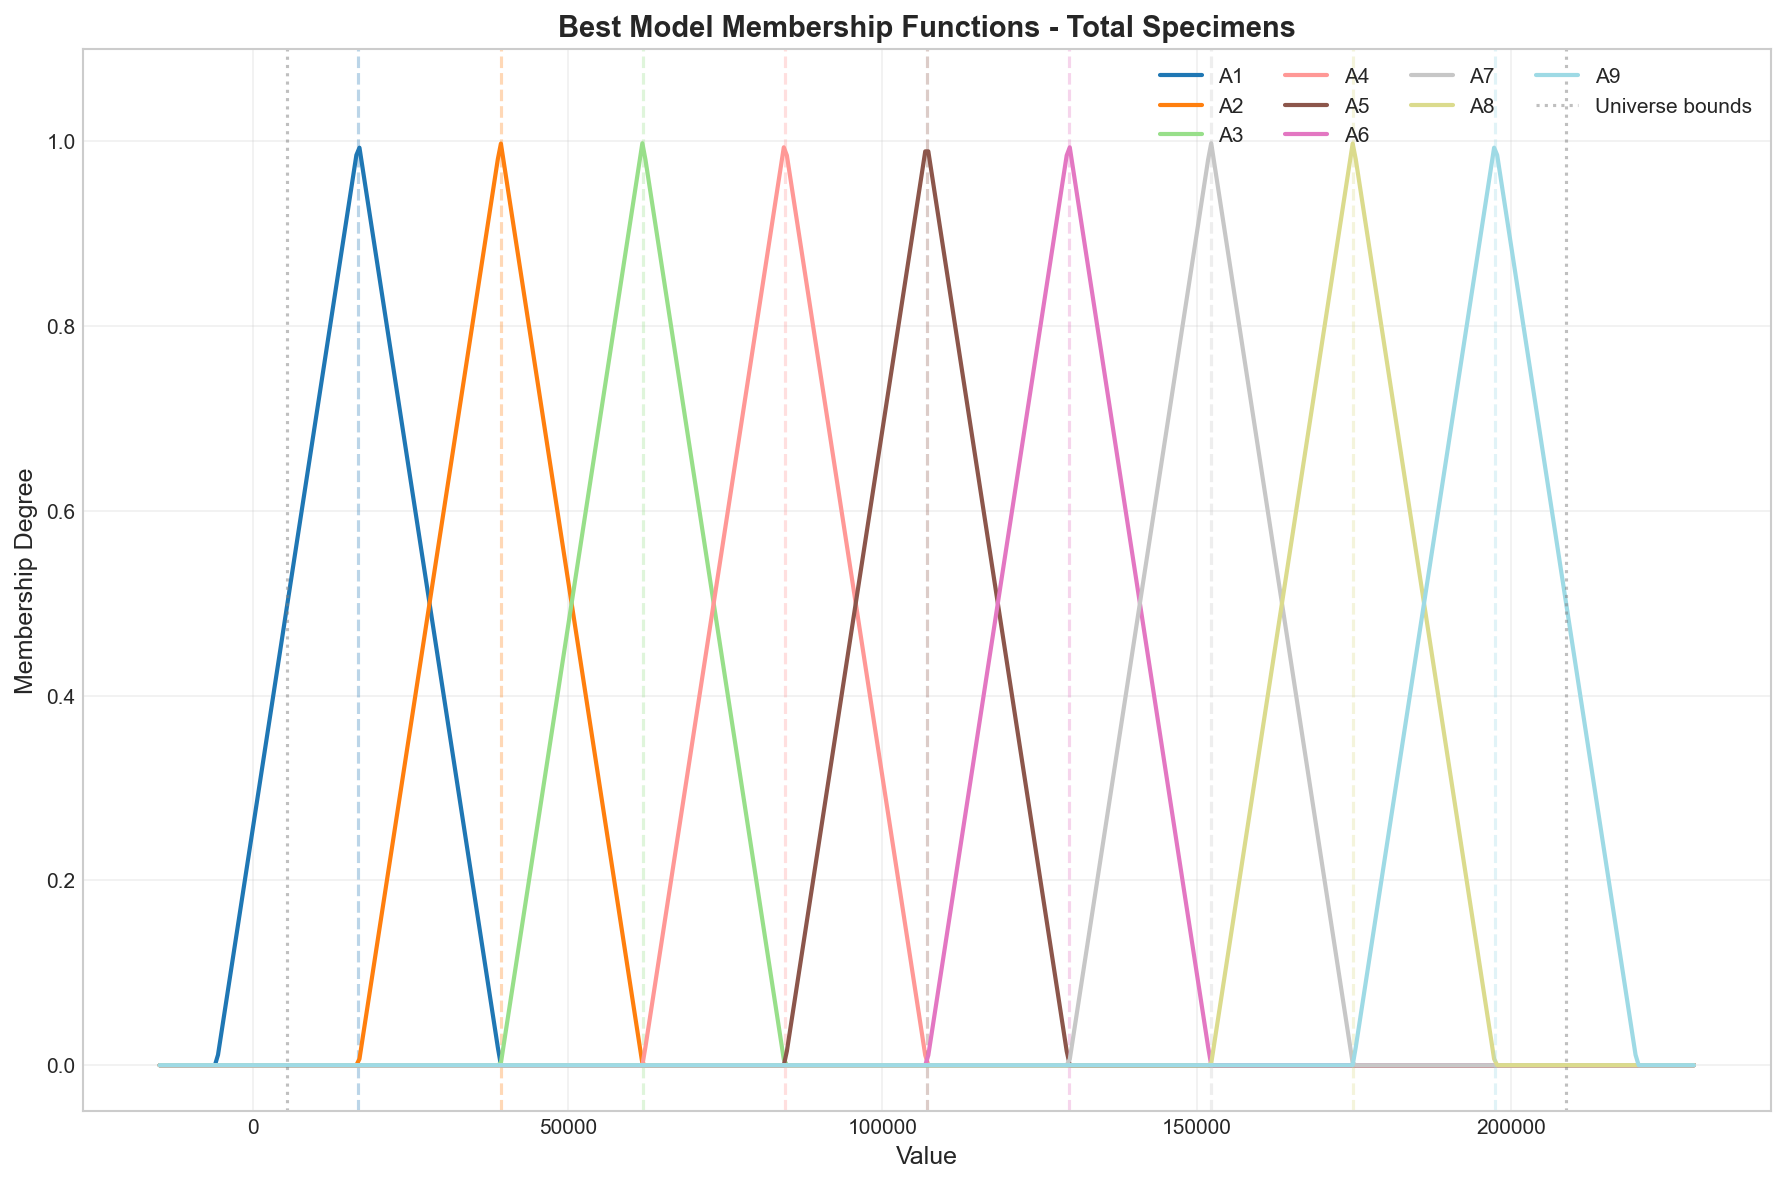 Best Model Membership Functions - Total Specimens
A1 A4 A7 A9
A2 A5 A8 Universe bounds
A3 A6
1.0
0.8
0.6
0.4
0.2
0.0
Membership Degree
0 50000 100000 150000 200000
Value